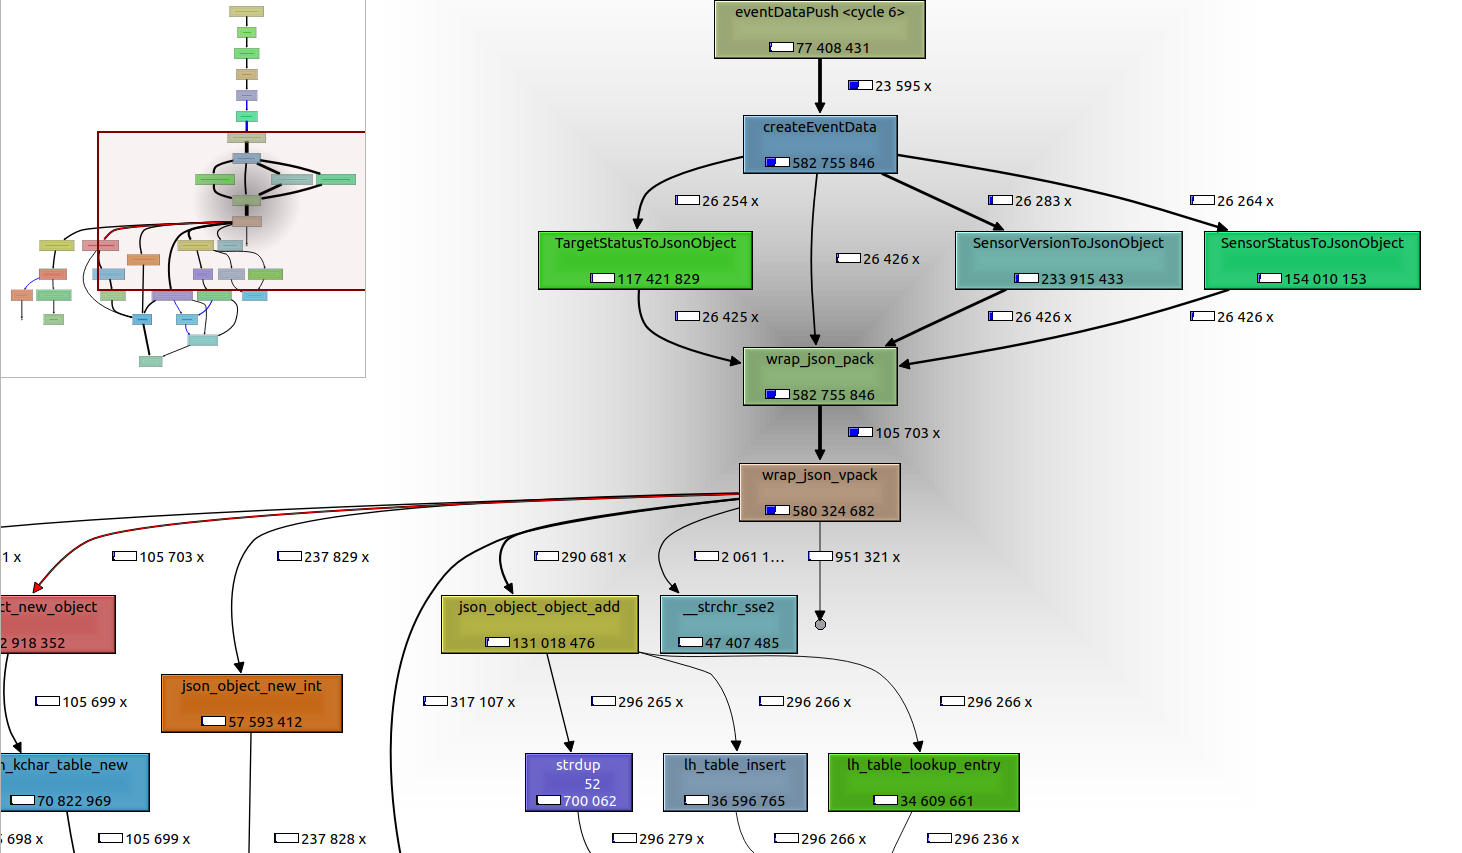 eventDataPush <cycle 6>
77 408 431
23 595 x
createEventData
582 755 846
26 254 x
26 283 x
26 264 x
TargetStatusToJsonObject
117 421 829
26 426 x
SensorVersionToJsonObject
233 915 433
SensorStatusToJsonObject
154 010 153
26 425 x
26 426 x
26 426 x
wrap_json_pack
582 755 846
105 703 x
wrap_json_vpack
580 324 682
1 x
105 703 x
237 829 x
290 681 x
2 061 1...
951 321 x
ct_new_object
2 918 352
json_object_object_add
131 018 476
__strchr_sse2
47 407 485
json_object_new_int
57 593 412
105 699 x
317 107 x
296 265 x
296 266 x
296 266 x
_kchar_table_new
70 822 969
strdup
52
700 062
lh_table_insert
36 596 765
lh_table_lookup_entry
34 609 661
698 x
105 699 x
237 828 x
296 279 x
296 266 x
296 236 x